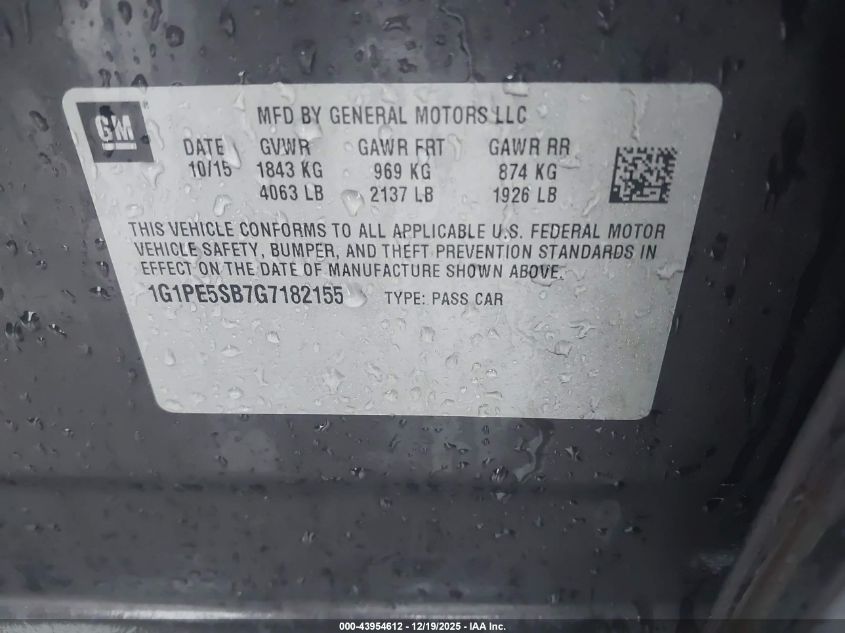 GM
MFD BY GENERAL MOTORS LLC
DATE GVWR GAWR FRT GAWR RR
10/15 1843 KG 969 KG 874 KG
4063 LB 2137 LB 1926 LB
THIS VEHICLE CONFORMS TO ALL APPLICABLE U.S. FEDERAL MOTOR
VEHICLE SAFETY, BUMPER, AND THEFT PREVENTION STANDARDS IN
EFFECT ON THE DATE OF MANUFACTURE SHOWN ABOVE.
1G1PE5SB7G7182155 TYPE: PASS CAR
000-43954612 - 12/19/2025 - IAA Inc.